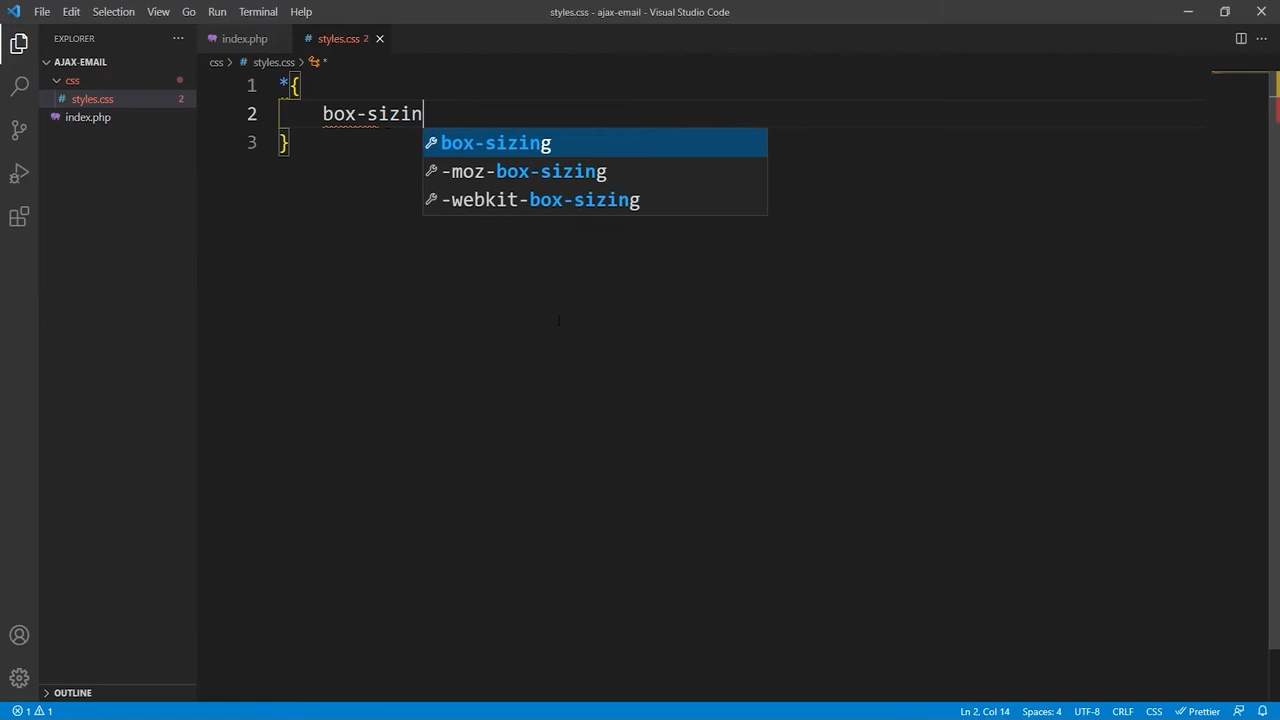 File Edit Selection View Go Run Terminal Help
styles.css - ajax-email - Visual Studio Code
EXPLORER ···
index.php
styles.css 2
AJAX-EMAIL
css
styles.css 2
index.php
css > # styles.css > *
1 *{
2 box-sizin
3 }
box-sizing
-moz-box-sizing
-webkit-box-sizing
OUTLINE
1 1
Ln 2, Col 14 Spaces: 4 UTF-8 CRLF CSS Prettier